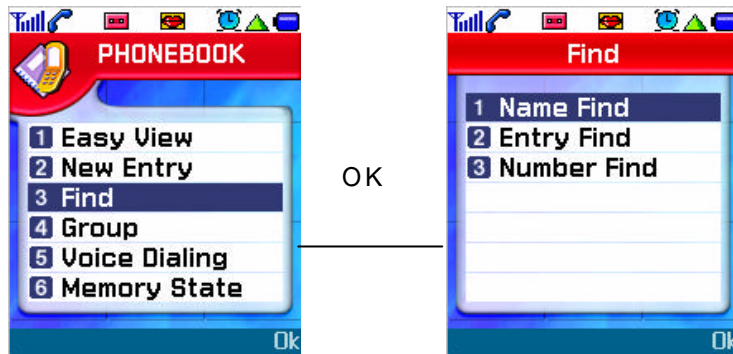 PHONEBOOK
1 Easy View
2 New Entry
3 Find
4 Group
5 Voice Dialing
6 Memory State
Ok
OK
Find
1 Name Find
2 Entry Find
3 Number Find
Ok